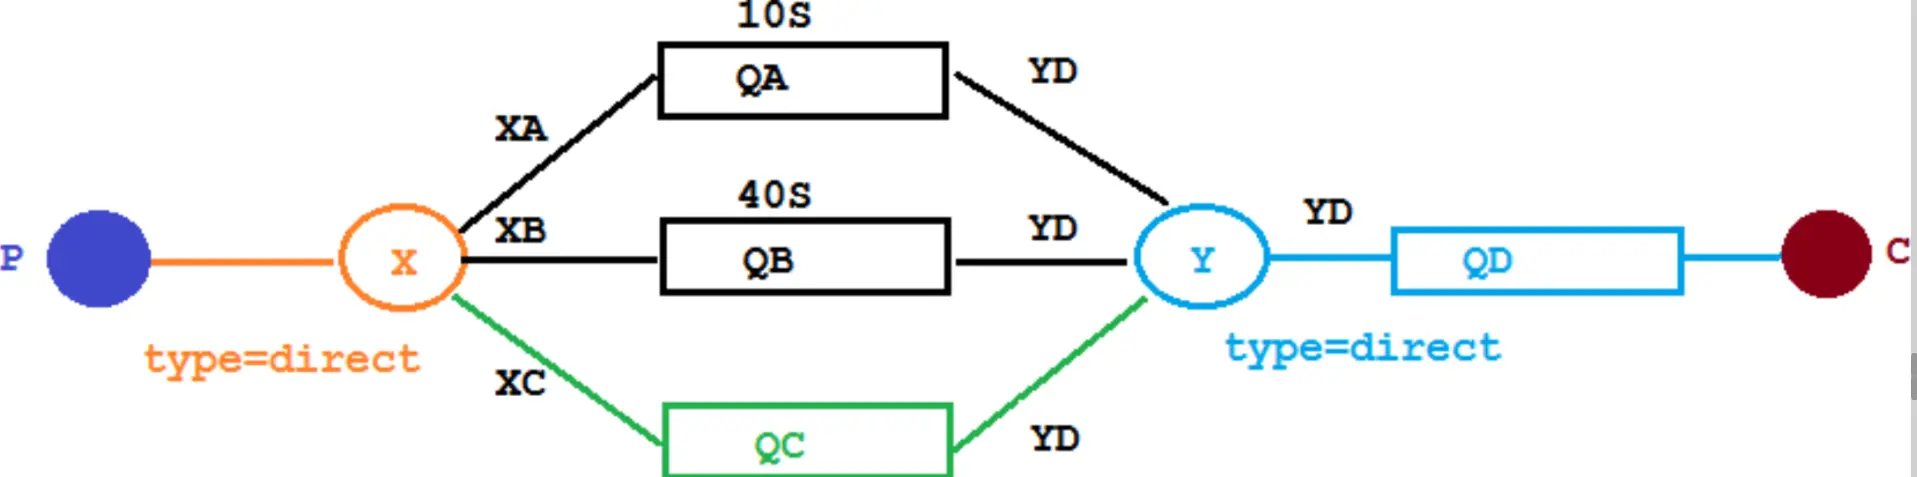 10S
QA
YD
XA
40S
XB
YD
YD
P
X
QB
Y
QD
C
type=direct
type=direct
XC
QC
YD